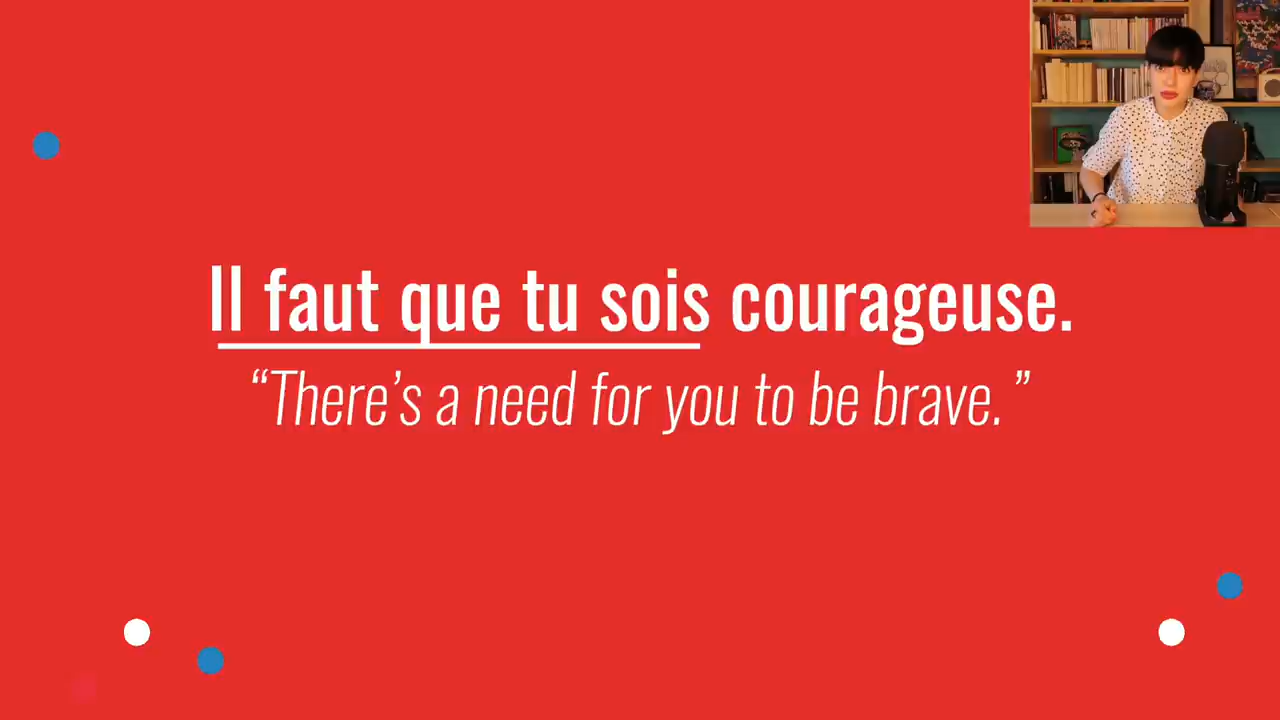 Il faut que tu sois courageuse.
“There’s a need for you to be brave.”